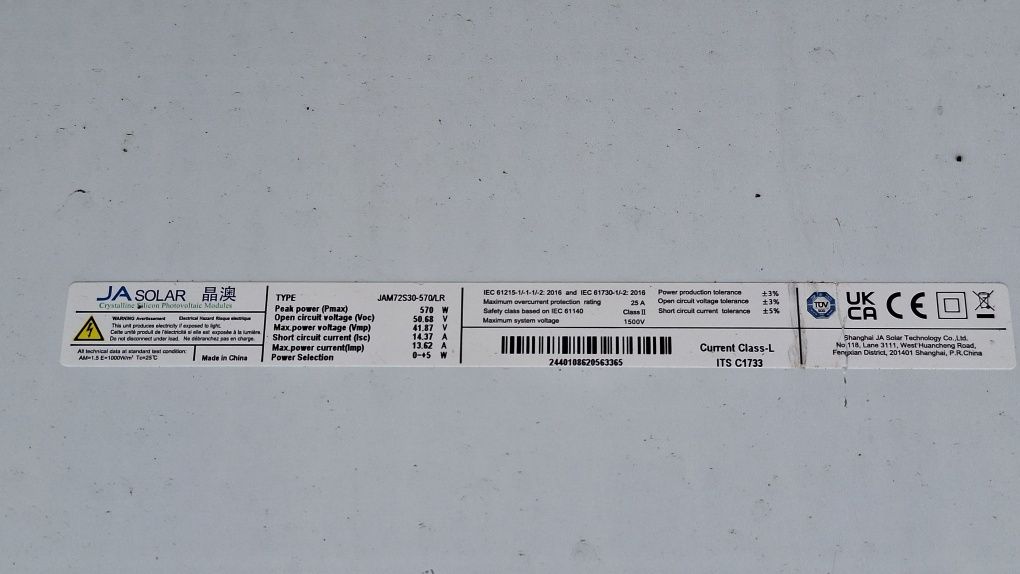 JA SOLAR 晶澳
Crystalline Silicon Photovoltaic Modules
WARNING Avertissement Electrical Hazard Risque électrique
This unit produces electricity if exposed to light.
Cette unité produit de l'électricité si elle est exposée à la lumière.
Do not disconnect under load. Ne débranchez pas en charge.
All technical data at standard test condition:
AM=1.5 E=1000W/m² Tc=25℃
Made in China
TYPE JAM72S30-570/LR
Peak power (Pmax) 570 W
Open circuit voltage (Voc) 50.68 V
Max.power voltage (Vmp) 41.87 V
Short circuit current (Isc) 14.37 A
Max.power current(Imp) 13.62 A
Power Selection 0~+5 W
IEC 61215-1/-1-1/-2: 2016 and IEC 61730-1/-2: 2016
Maximum overcurrent protection rating 25 A
Safety class based on IEC 61140 Class II
Maximum system voltage 1500V
Power production tolerance ±3%
Open circuit voltage tolerance ±3%
Short circuit current tolerance ±5%
2440108620563365
Current Class-L
ITS C1733
TÜV
UK
CA
CE
Shanghai JA Solar Technology Co.,Ltd.
No.118, Lane 3111, West Huancheng Road,
Fengxian District, 201401 Shanghai, P.R.China